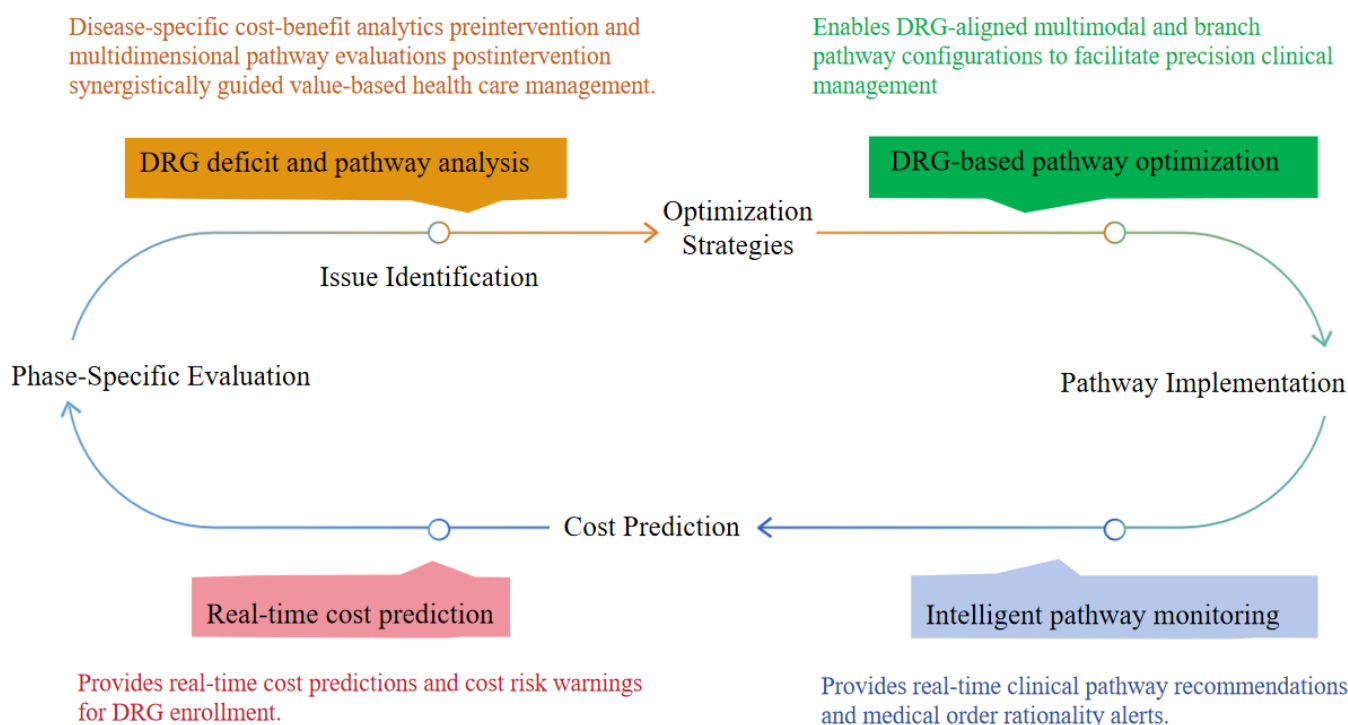 Disease-specific cost-benefit analytics preintervention and
multidimensional pathway evaluations postintervention
synergistically guided value-based health care management.
Enables DRG-aligned multimodal and branch
pathway configurations to facilitate precision clinical
management
DRG deficit and pathway analysis
DRG-based pathway optimization
Optimization
Strategies
Issue Identification
Phase-Specific Evaluation
Pathway Implementation
Cost Prediction
Real-time cost prediction
Intelligent pathway monitoring
Provides real-time cost predictions and cost risk warnings
for DRG enrollment.
Provides real-time clinical pathway recommendations
and medical order rationality alerts.